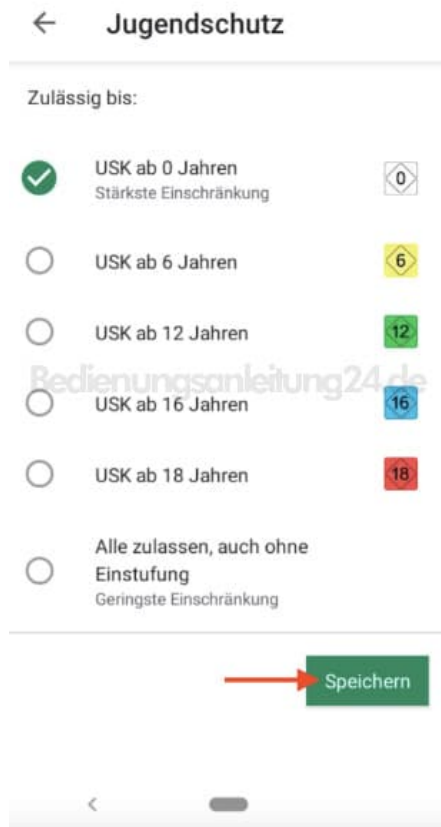 Jugendschutz
Zulässig bis:
USK ab 0 Jahren
Stärkste Einschränkung
0
USK ab 6 Jahren
6
USK ab 12 Jahren
12
Bedienungsanleitung24.de
USK ab 16 Jahren
16
USK ab 18 Jahren
18
Alle zulassen, auch ohne
Einstufung
Geringste Einschränkung
Speichern